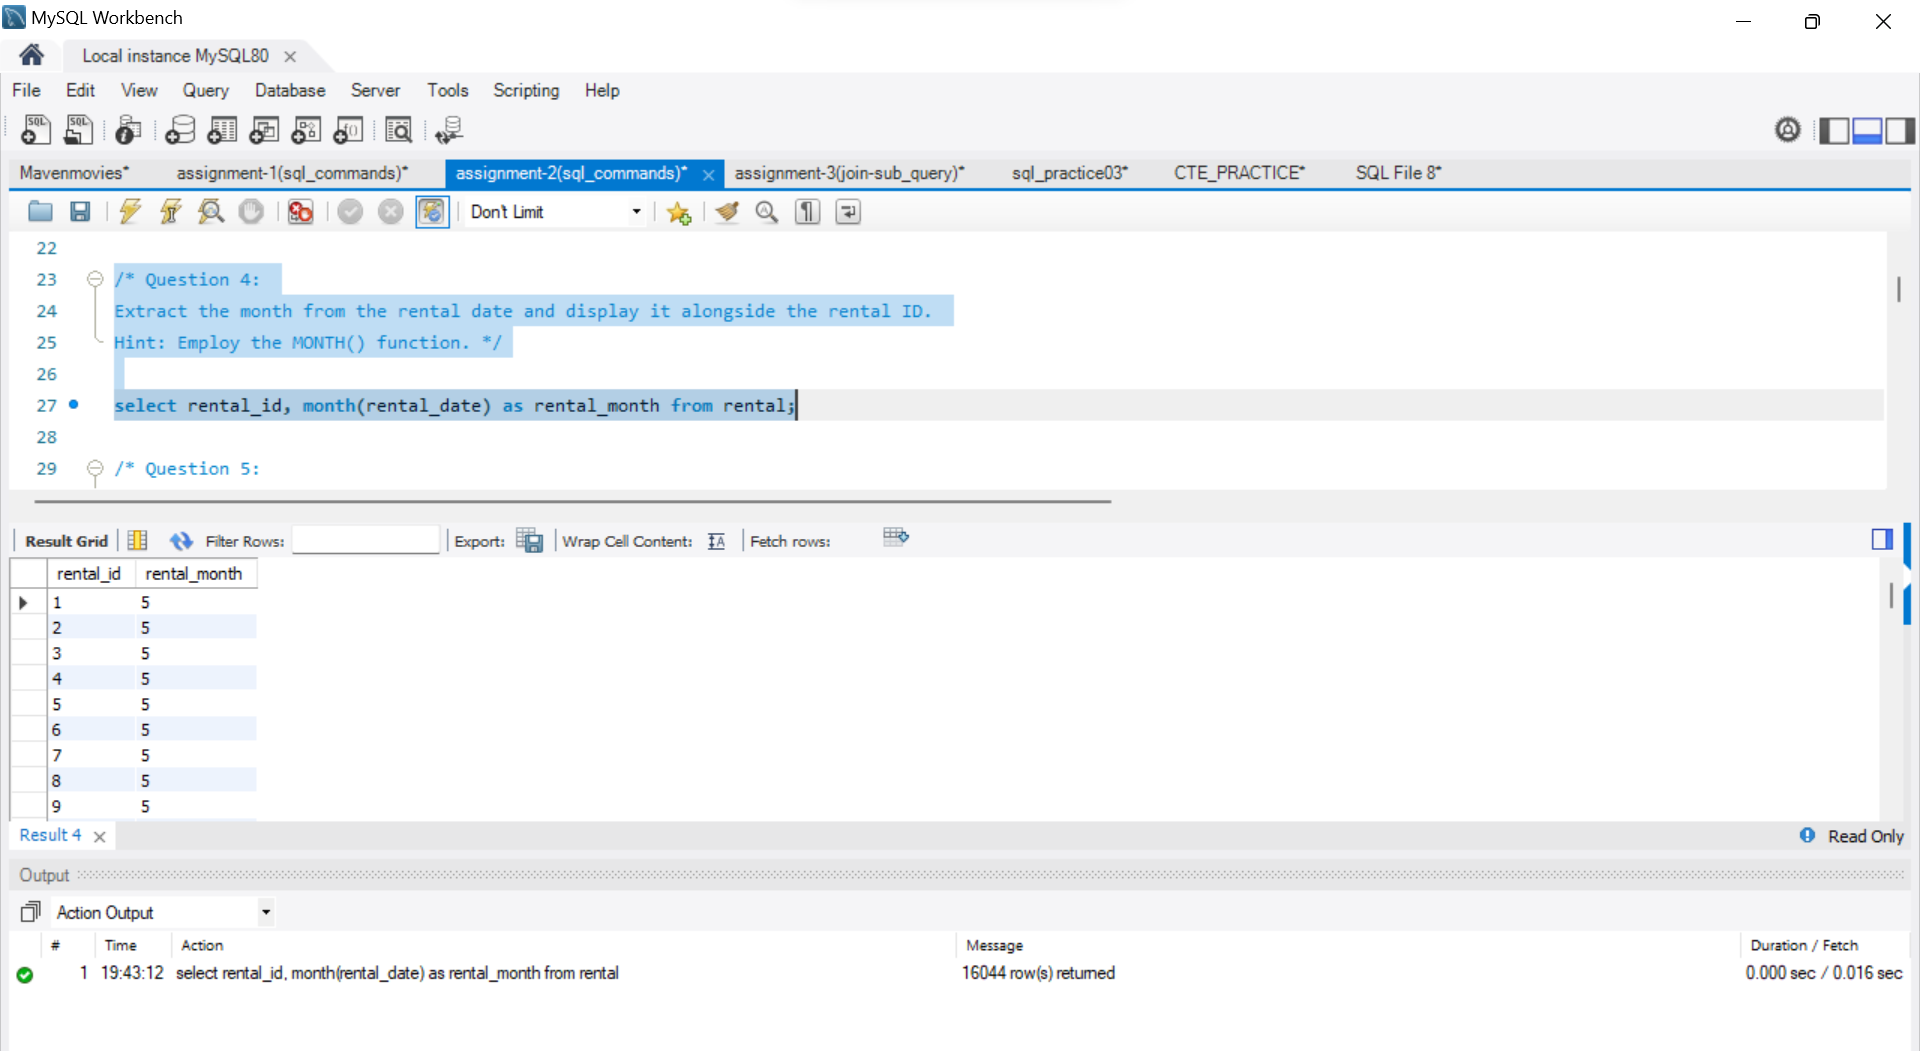 MySQL Workbench
Local instance MySQL80
File Edit View Query Database Server Tools Scripting Help
Mavenmovies* assignment-1(sql_commands)* assignment-2(sql_commands)* assignment-3(join-sub_query)* sql_practice03* CTE_PRACTICE* SQL File 8*
Don't Limit
22
23 /* Question 4:
24 Extract the month from the rental date and display it alongside the rental ID.
25 Hint: Employ the MONTH() function. */
26
27 select rental_id, month(rental_date) as rental_month from rental;
28
29 /* Question 5:
Result Grid Filter Rows: Export: Wrap Cell Content: Fetch rows:
rental_id rental_month
1 5
2 5
3 5
4 5
5 5
6 5
7 5
8 5
9 5
Result 4 Read Only
Output
Action Output
# Time Action Message Duration / Fetch
1 19:43:12 select rental_id, month(rental_date) as rental_month from rental 16044 row(s) returned 0.000 sec / 0.016 sec